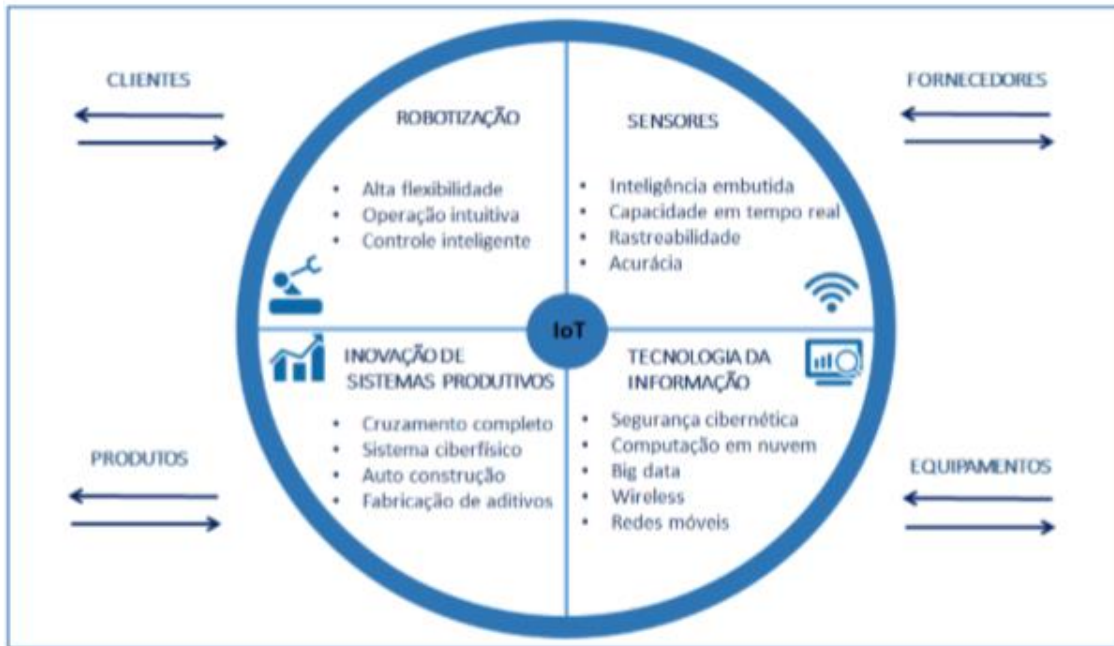 CLIENTES
FORNECEDORES
ROBOTIZAÇÃO
• Alta flexibilidade
• Operação intuitiva
• Controle inteligente
SENSORES
• Inteligência embutida
• Capacidade em tempo real
• Rastreabilidade
• Acurácia
IoT
INOVAÇÃO DE
SISTEMAS PRODUTIVOS
• Cruzamento completo
• Sistema ciberfísico
• Auto construção
• Fabricação de aditivos
TECNOLOGIA DA
INFORMAÇÃO
• Segurança cibernética
• Computação em nuvem
• Big data
• Wireless
• Redes móveis
PRODUTOS
EQUIPAMENTOS